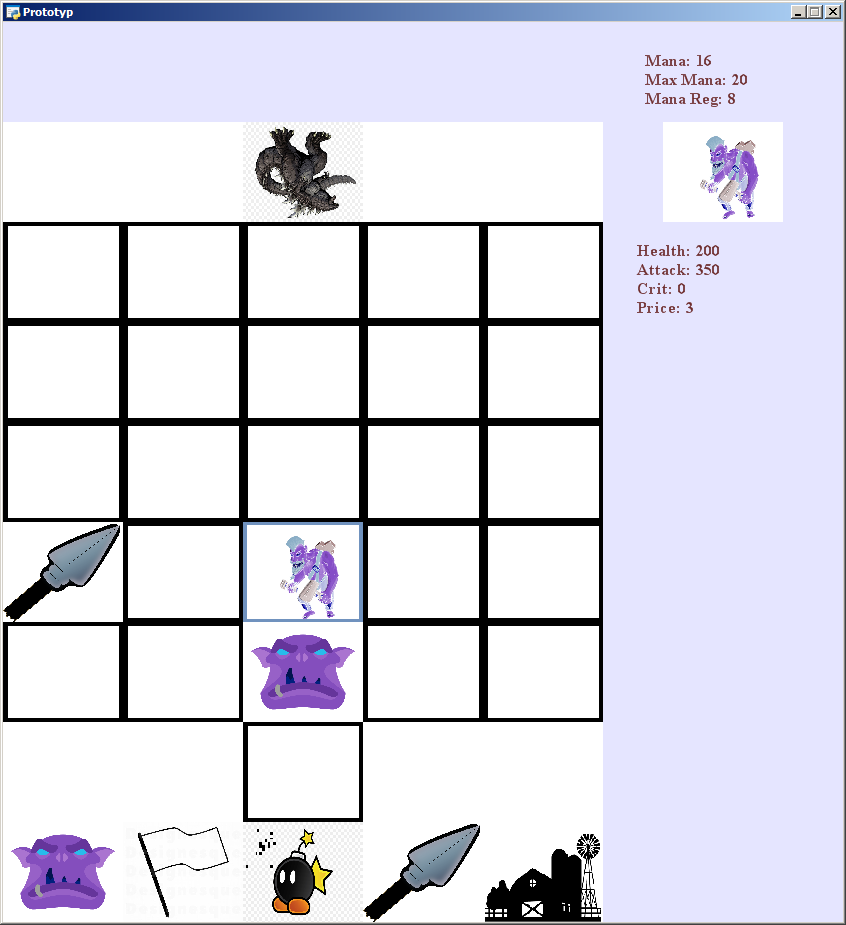 Prototyp
Mana: 16
Max Mana: 20
Mana Reg: 8
Health: 200
Attack: 350
Crit: 0
Price: 3